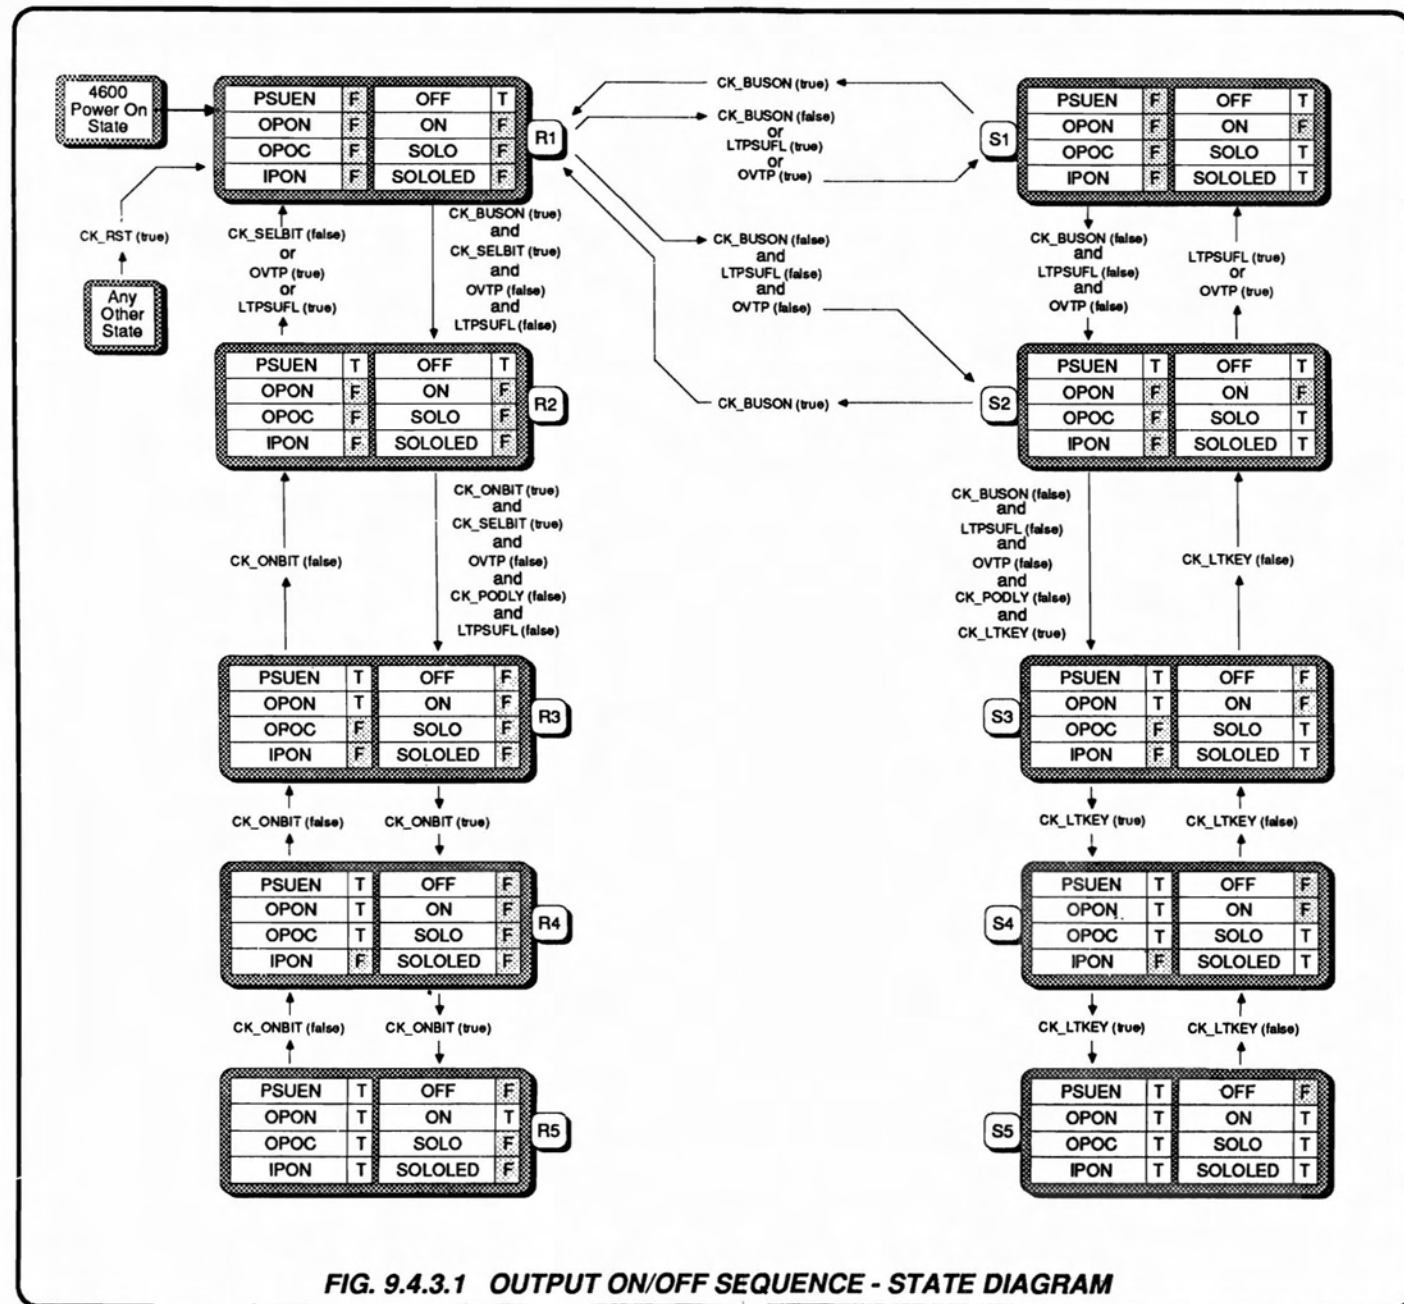 4600
Power On
State
PSUEN F OFF T
OPON F ON F
OPOC F SOLO F
IPON F SOLOLED F
R1
CK_BUSON (true)
CK_BUSON (false)
or
LTPSUFL (true)
or
OVTP (true)
S1
PSUEN F OFF T
OPON F ON F
OPOC F SOLO T
IPON F SOLOLED T
CK_RST (true)
Any
Other
State
CK_SELBIT (false)
or
OVTP (true)
or
LTPSUFL (true)
CK_BUSON (true)
and
CK_SELBIT (true)
and
OVTP (false)
and
LTPSUFL (false)
CK_BUSON (false)
and
LTPSUFL (false)
and
OVTP (false)
CK_BUSON (false)
and
LTPSUFL (false)
and
OVTP (false)
LTPSUFL (true)
or
OVTP (true)
PSUEN T OFF T
OPON F ON F
OPOC F SOLO F
IPON F SOLOLED F
R2
CK_BUSON (true)
S2
PSUEN T OFF T
OPON F ON F
OPOC F SOLO T
IPON F SOLOLED T
CK_ONBIT (false)
CK_ONBIT (true)
and
CK_SELBIT (true)
and
OVTP (false)
and
CK_PODLY (false)
and
LTPSUFL (false)
CK_BUSON (false)
and
LTPSUFL (false)
and
OVTP (false)
and
CK_PODLY (false)
and
CK_LTKEY (true)
CK_LTKEY (false)
PSUEN T OFF F
OPON T ON F
OPOC F SOLO F
IPON F SOLOLED F
R3
S3
PSUEN T OFF F
OPON T ON F
OPOC F SOLO T
IPON F SOLOLED T
CK_ONBIT (false) CK_ONBIT (true)
CK_LTKEY (true) CK_LTKEY (false)
PSUEN T OFF F
OPON T ON F
OPOC T SOLO F
IPON F SOLOLED F
R4
S4
PSUEN T OFF F
OPON T ON F
OPOC T SOLO T
IPON F SOLOLED T
CK_ONBIT (false) CK_ONBIT (true)
CK_LTKEY (true) CK_LTKEY (false)
PSUEN T OFF F
OPON T ON T
OPOC T SOLO F
IPON T SOLOLED F
R5
S5
PSUEN T OFF F
OPON T ON T
OPOC T SOLO T
IPON T SOLOLED T
FIG. 9.4.3.1 OUTPUT ON/OFF SEQUENCE - STATE DIAGRAM